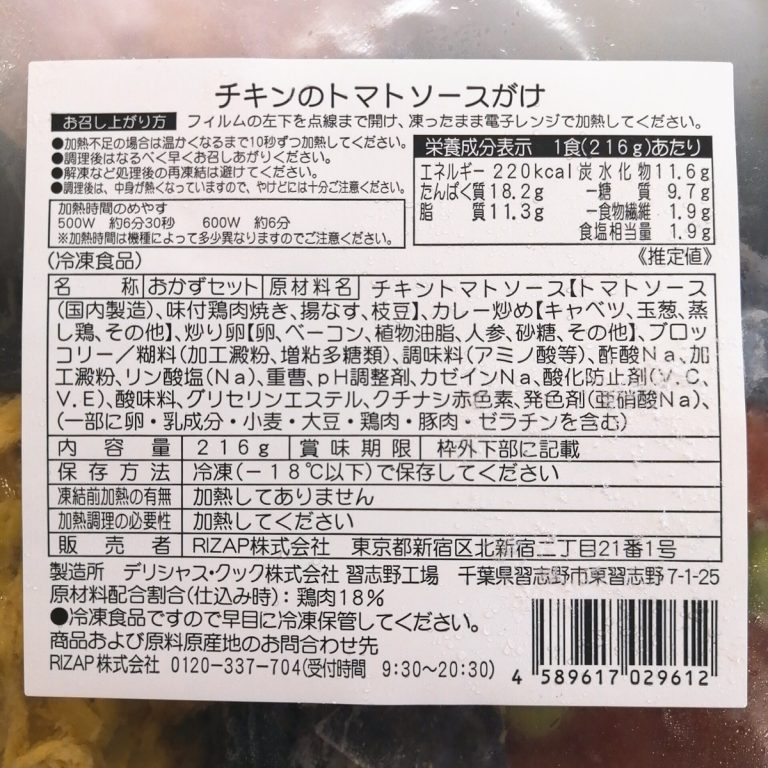 チキンのトマトソースがけ
お召し上がり方 フィルムの左下を点線まで開け、凍ったまま電子レンジで加熱してください。
●加熱不足の場合は温かくなるまで10秒ずつ加熱してください。
●調理後はなるべく早くお召しあがりください。
●解凍など処理後の再凍結は避けてください。
●調理後は、中身が熱くなっていますので、やけどには十分ご注意ください。
加熱時間のめやす
500W 約6分30秒 600W 約6分
※加熱時間は機種によって多少異なりますのでご注意ください。
栄養成分表示 1食(216g)あたり
エネルギー 220kcal 炭水化物 11.6g
たんぱく質 18.2g ー糖質 9.7g
脂質 11.3g ー食物繊維 1.9g
食塩相当量 1.9g
《推定値》
(冷凍食品)
名称 おかずセット 原材料名 チキントマトソース【トマトソース
(国内製造)、味付鶏肉焼き、揚なす、枝豆】、カレー炒め【キャベツ、玉葱、蒸
し鶏、その他】、炒り卵【卵、ベーコン、植物油脂、人参、砂糖、その他】、ブロッ
コリー/糊料(加工澱粉、増粘多糖類)、調味料(アミノ酸等)、酢酸Na、加
工澱粉、リン酸塩(Na)、重曹、pH調整剤、カゼインNa、酸化防止剤(V.C、
V.E)、酸味料、グリセリンエステル、クチナシ赤色素、発色剤(亜硝酸Na)、
(一部に卵・乳成分・小麦・大豆・鶏肉・豚肉・ゼラチンを含む)
内容量 216g 賞味期限 枠外下部に記載
保存方法 冷凍(-18℃以下)で保存してください
凍結前加熱の有無 加熱してありません
加熱調理の必要性 加熱してください
販売者 RIZAP株式会社 東京都新宿区北新宿二丁目21番1号
製造所 デリシャス・クック株式会社 習志野工場 千葉県習志野市東習志野7-1-25
原材料配合割合(仕込み時):鶏肉18%
●冷凍食品ですので早目に冷凍保管してください。
商品および原料原産地のお問合わせ先
RIZAP株式会社 0120-337-704(受付時間 9:30~20:30)
4 589617 029612